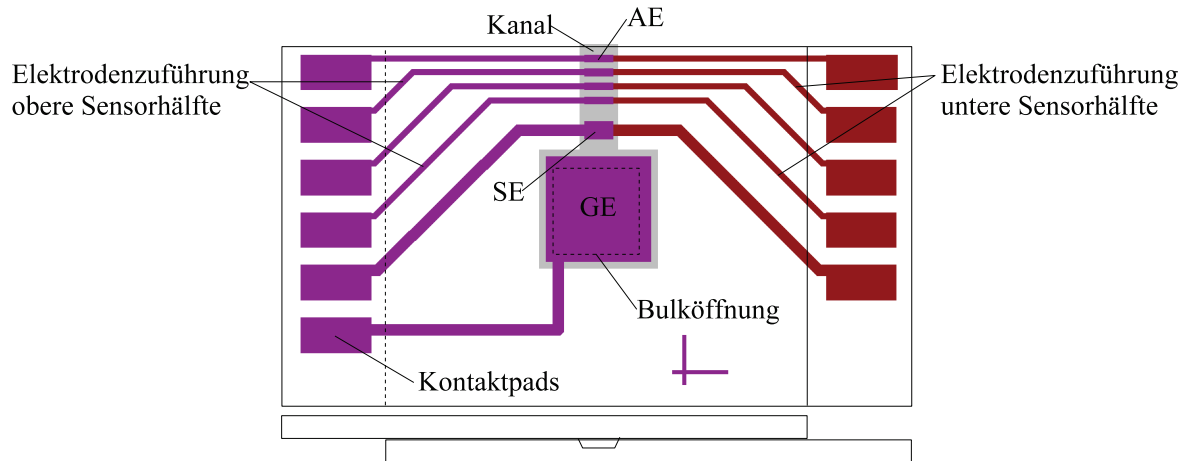 Kanal
AE
Elektrodenzuführung
obere Sensorhälfte
Elektrodenzuführung
untere Sensorhälfte
SE
GE
Bulköffnung
Kontaktpads